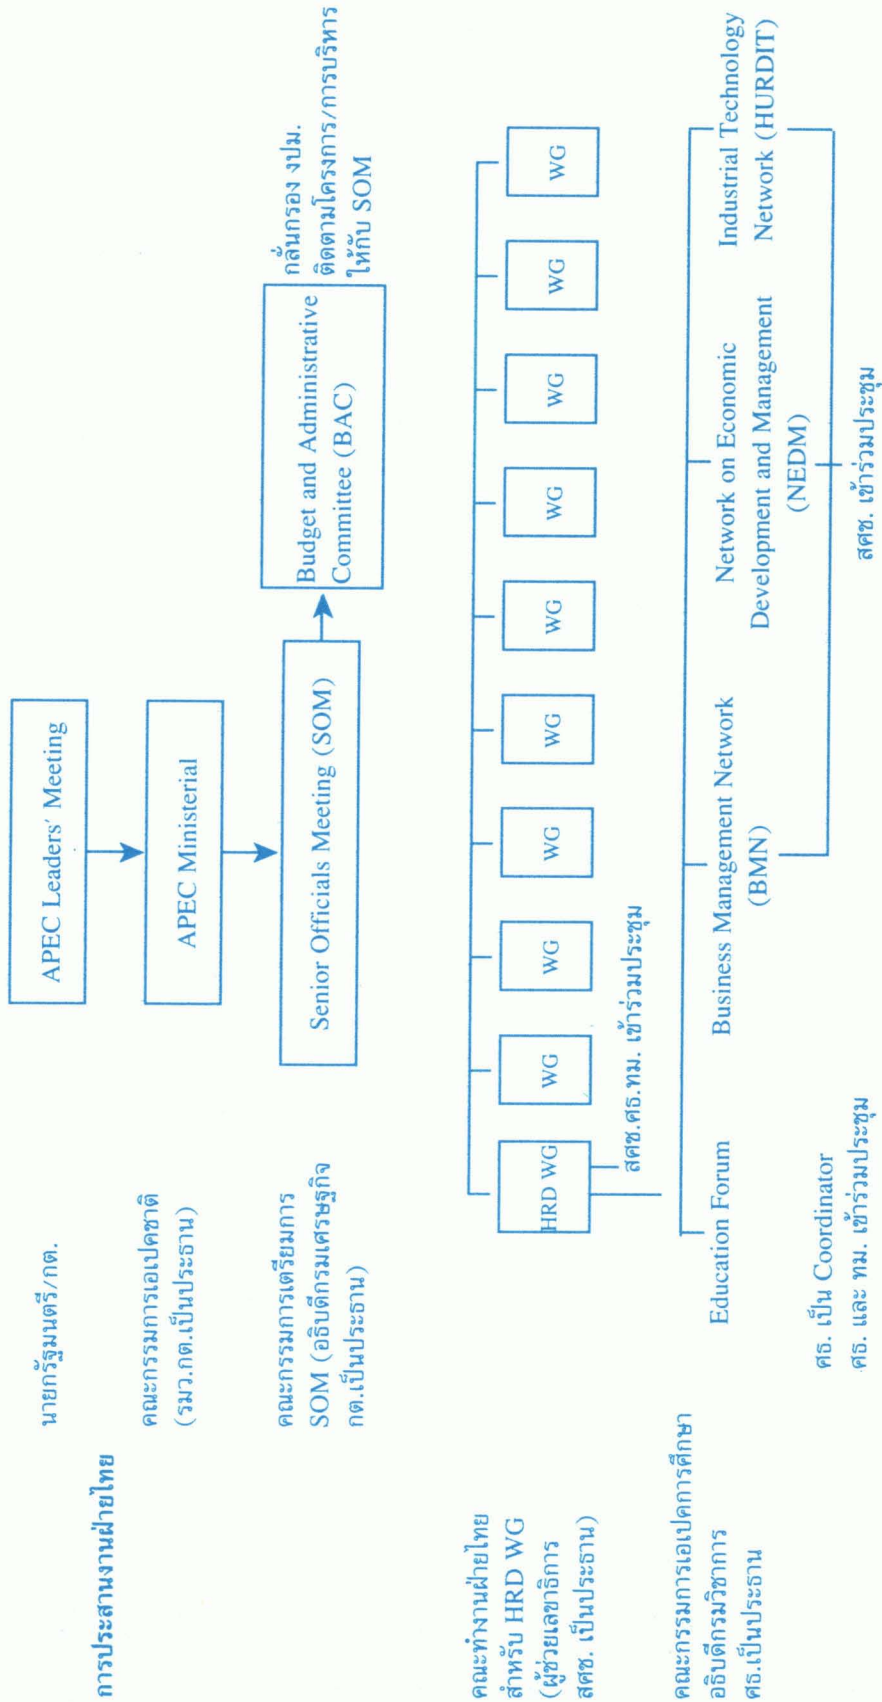 การประสานงานฝ่ายไทย
นายกรัฐมนตรี/กต.
APEC Leaders' Meeting
คณะกรรมการเอเปคชาติ
(รมว.กต.เป็นประธาน)
APEC Ministerial
คณะกรรมการเตรียมการ
SOM (อธิบดีกรมเศรษฐกิจ
กต.เป็นประธาน)
Senior Officials Meeting (SOM)
Budget and Administrative
Committee (BAC)
กลั่นกรอง งปม.
ติดตามโครงการ/การบริหาร
ให้กับ SOM
คณะทำงานฝ่ายไทย
สำหรับ HRD WG
(ผู้ช่วยเลขาธิการ
สศช. เป็นประธาน)
HRD WG
WG
WG
WG
WG
WG
WG
WG
WG
WG
สศช.ศธ.ทม. เข้าร่วมประชุม
คณะกรรมการเอเปคการศึกษา
อธิบดีกรมวิชาการ
ศธ.เป็นประธาน
Education Forum
Business Management Network
(BMN)
Network on Economic
Development and Management
(NEDM)
Industrial Technology
Network (HURDIT)
ศธ. เป็น Coordinator
ศธ. และ ทม. เข้าร่วมประชุม
สศช. เข้าร่วมประชุม